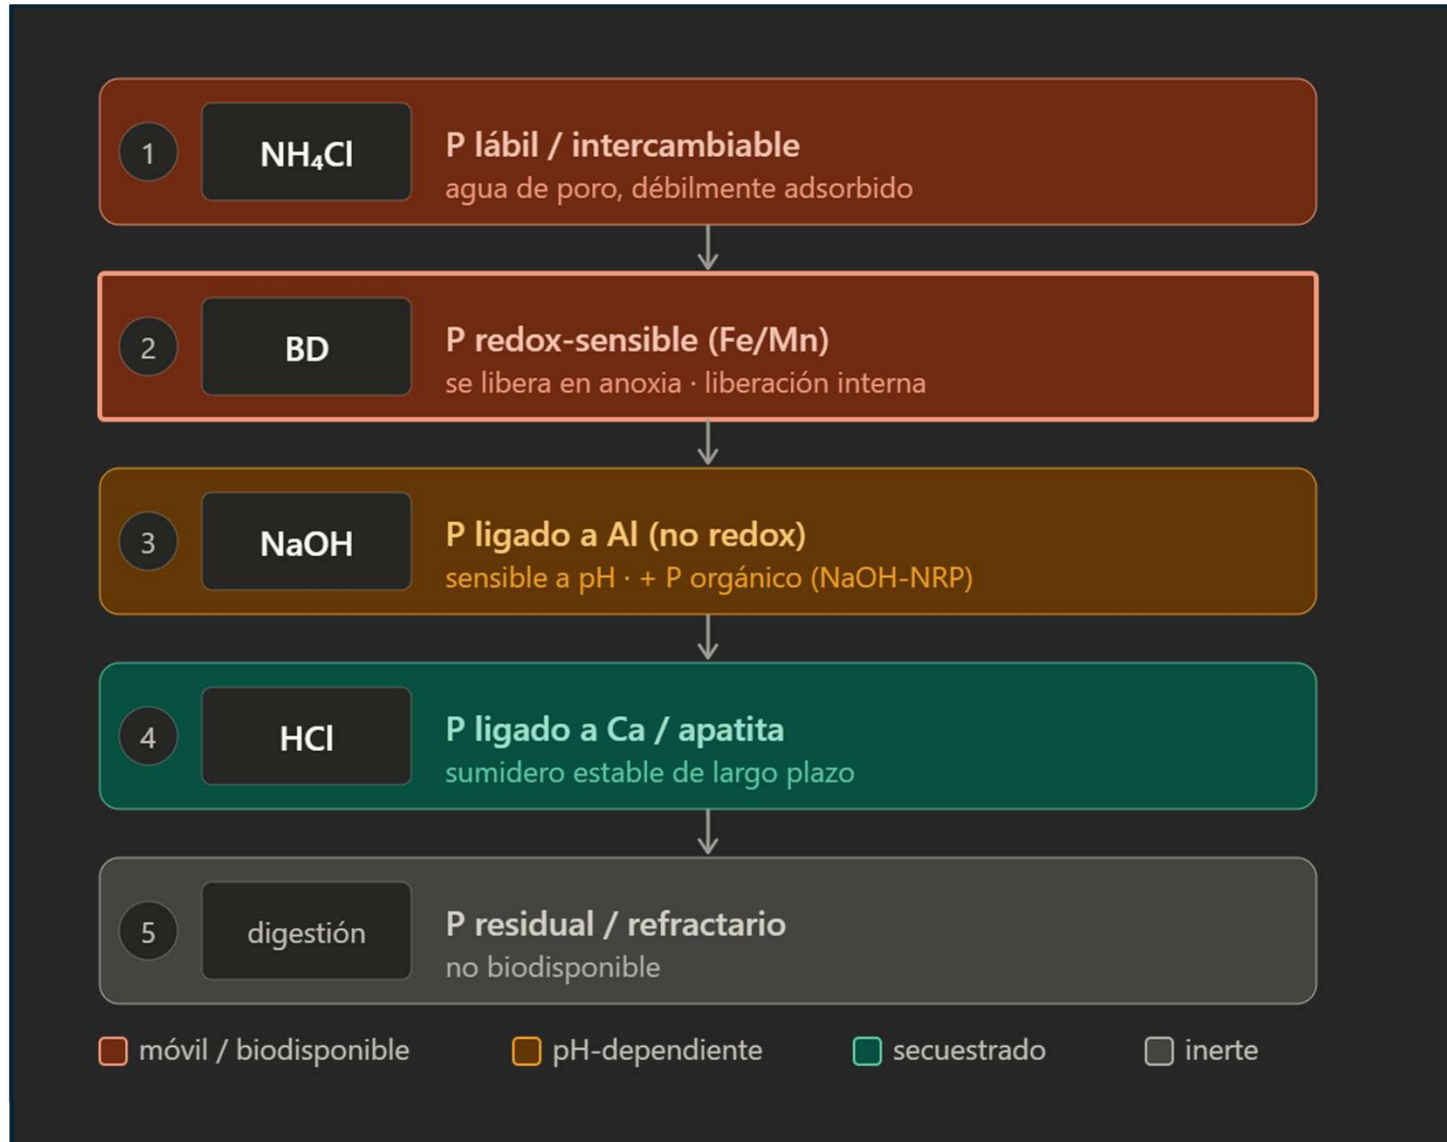 1
NH₄Cl
P lábil / intercambiable
agua de poro, débilmente adsorbido
2
BD
P redox-sensible (Fe/Mn)
se libera en anoxia · liberación interna
3
NaOH
P ligado a Al (no redox)
sensible a pH · + P orgánico (NaOH-NRP)
4
HCl
P ligado a Ca / apatita
sumidero estable de largo plazo
5
digestión
P residual / refractario
no biodisponible
móvil / biodisponible
pH-dependiente
secuestrado
inerte